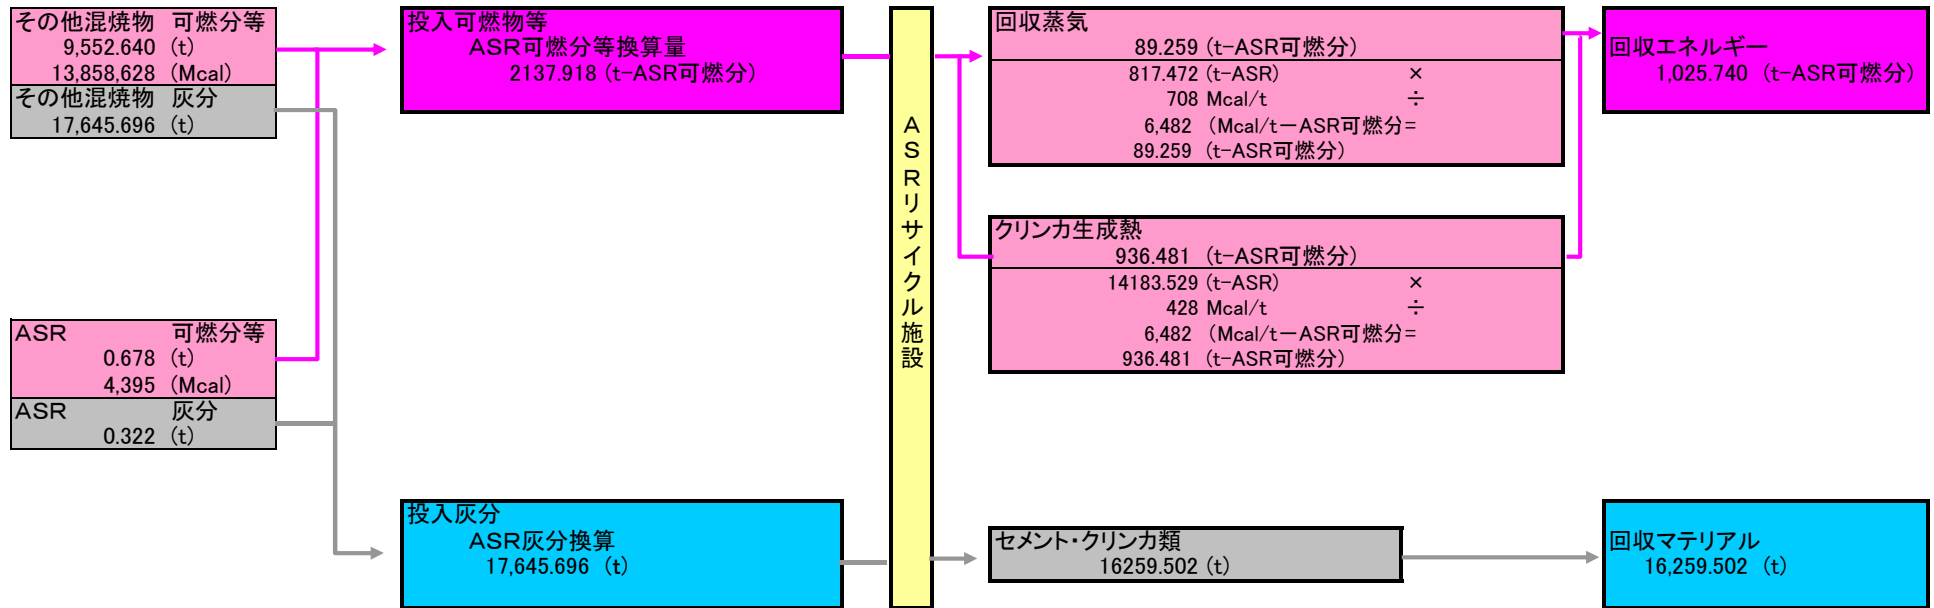 その他混焼物 可燃分等
9,552.640 (t)
13,858,628 (Mcal)
その他混焼物 灰分
17,645.696 (t)
ASR 可燃分等
0.678 (t)
4,395 (Mcal)
ASR 灰分
0.322 (t)
投入可燃物等
ASR可燃分等換算量
2137.918 (t-ASR可燃分)
投入灰分
ASR灰分換算
17,645.696 (t)
ASRリサイクル施設
回収蒸気
89.259 (t-ASR可燃分)
817.472 (t-ASR) ×
708 Mcal/t ÷
6,482 (Mcal/t-ASR可燃分=
89.259 (t-ASR可燃分)
クリンカ生成熱
936.481 (t-ASR可燃分)
14183.529 (t-ASR) ×
428 Mcal/t ÷
6,482 (Mcal/t-ASR可燃分=
936.481 (t-ASR可燃分)
セメント・クリンカ類
16259.502 (t)
回収エネルギー
1,025.740 (t-ASR可燃分)
回収マテリアル
16,259.502 (t)